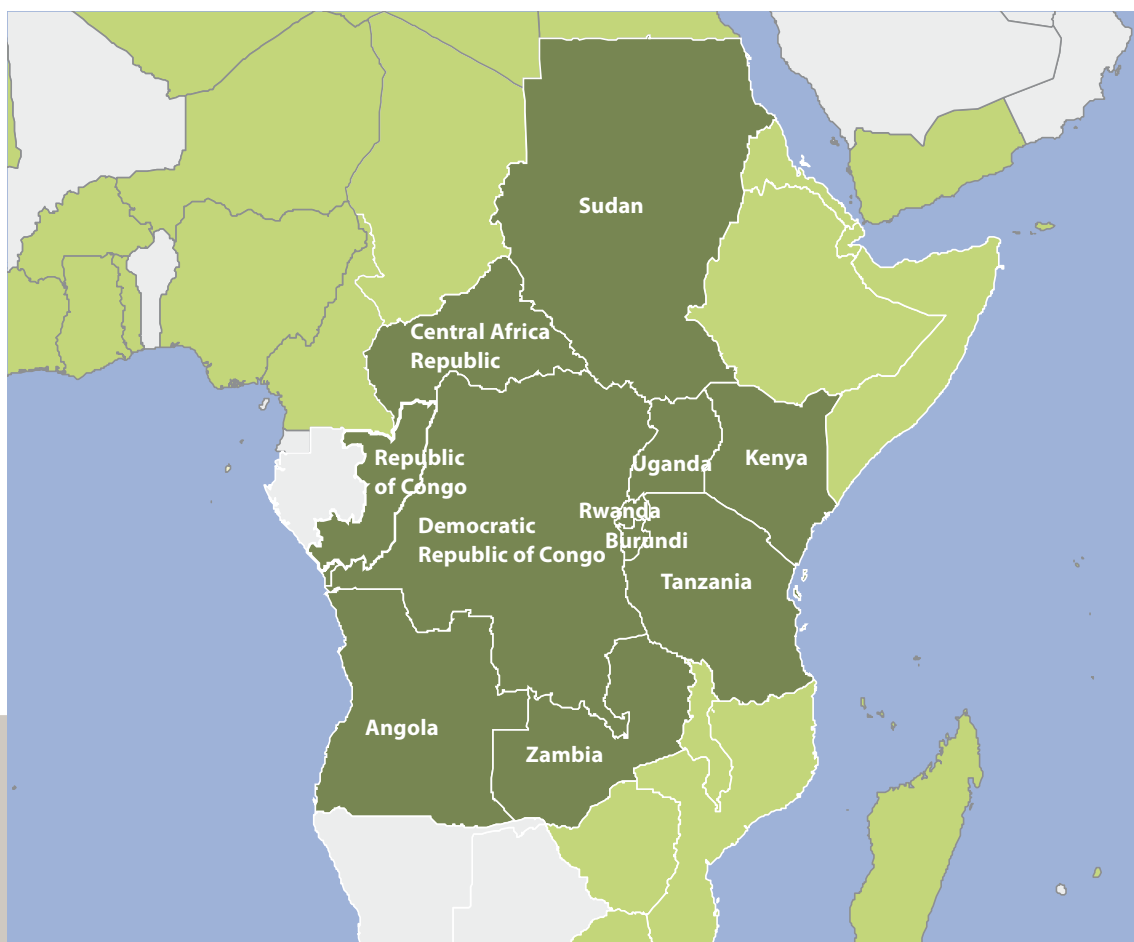 Sudan
Central Africa
Republic
Republic
of Congo
Uganda
Kenya
Rwanda
Democratic
Republic of Congo
Burundi
Tanzania
Angola
Zambia